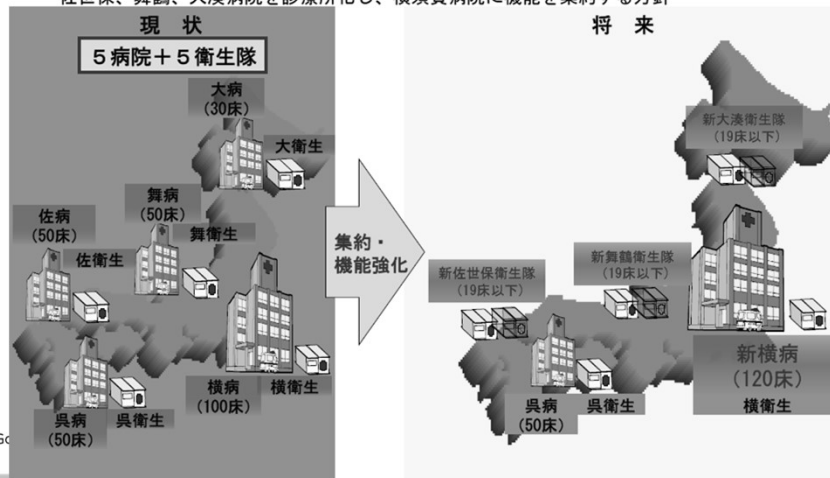 佐世保、舞鶴、大湊病院を診療所化し、横須賀病院に機能を集約する方針
現 状
5病院+5衛生隊
大病
(30床)
大衛生
舞病
(50床)
舞衛生
佐病
(50床)
佐衛生
横病
(100床)
横衛生
呉病
(50床)
呉衛生
集約・
機能強化
将 来
新大湊衛生隊
(19床以下)
新舞鶴衛生隊
(19床以下)
新佐世保衛生隊
(19床以下)
新横病
(120床)
横衛生
呉病
(50床)
呉衛生